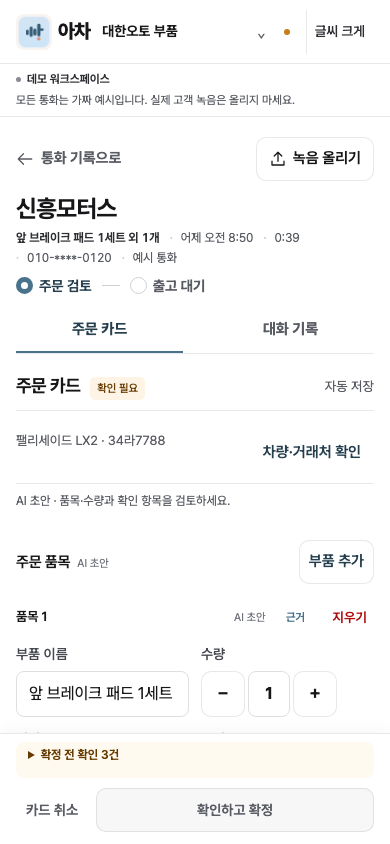 아차 대한오토 부품 글씨 크게
데모 워크스페이스
모든 통화는 가짜 예시입니다. 실제 고객 녹음은 올리지 마세요.
← 통화 기록으로 녹음 올리기
신흥모터스
앞 브레이크 패드 1세트 외 1개 · 어제 오전 8:50 · 0:39
· 010-****-0120 · 예시 통화
주문 검토 — 출고 대기
주문 카드 대화 기록
주문 카드 확인 필요 자동 저장
팰리세이드 LX2 · 34라7788 차량·거래처 확인
AI 초안 · 품목·수량과 확인 항목을 검토하세요.
주문 품목 AI 초안 부품 추가
품목 1 AI 초안 근거 지우기
부품 이름 수량
앞 브레이크 패드 1세트 − 1 +
▶ 확정 전 확인 3건
카드 취소 확인하고 확정